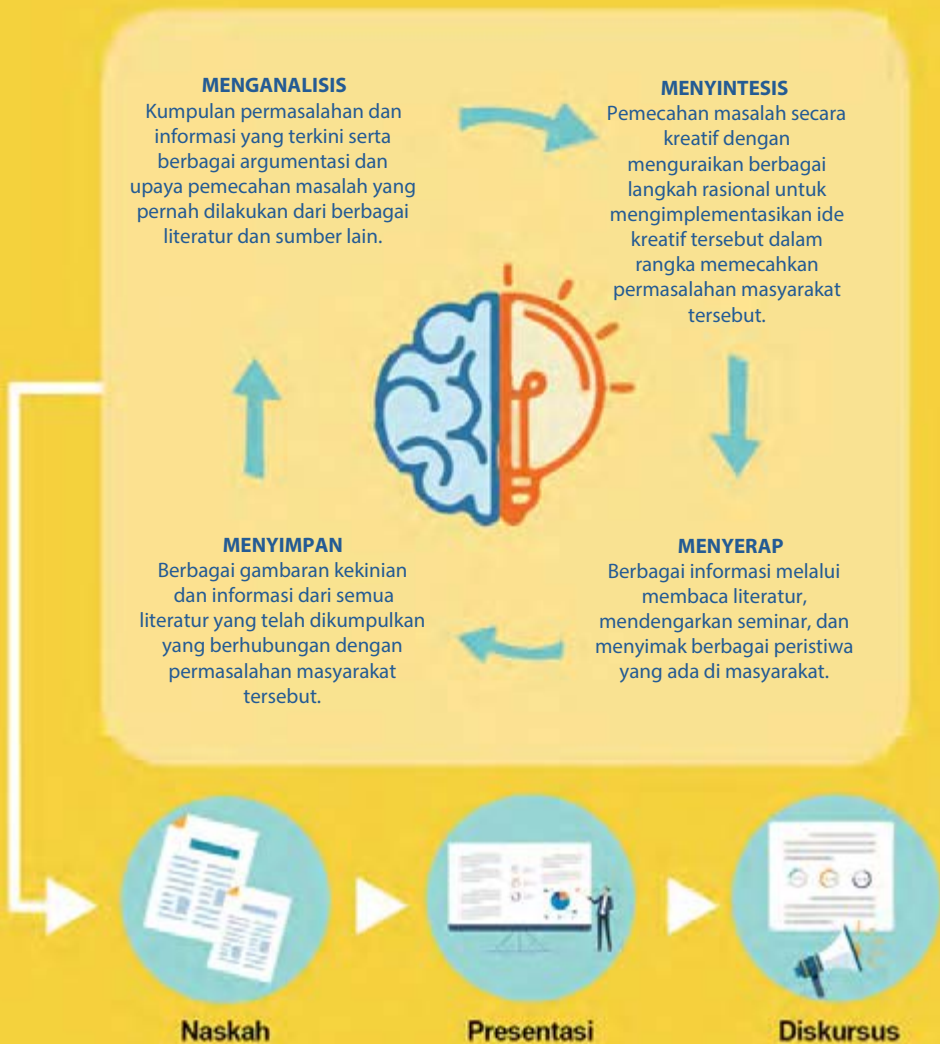 MENGANALISIS
Kumpulan permasalahan dan
informasi yang terkini serta
berbagai argumentasi dan
upaya pemecahan masalah yang
pernah dilakukan dari berbagai
literatur dan sumber lain.
MENYINTESIS
Pemecahan masalah secara
kreatif dengan
menguraikan berbagai
langkah rasional untuk
mengimplementasikan ide
kreatif tersebut dalam
rangka memecahkan
permasalahan masyarakat
tersebut.
MENYIMPAN
Berbagai gambaran kekinian
dan informasi dari semua
literatur yang telah dikumpulkan
yang berhubungan dengan
permasalahan masyarakat
tersebut.
MENYERAP
Berbagai informasi melalui
membaca literatur,
mendengarkan seminar, dan
menyimak berbagai peristiwa
yang ada di masyarakat.
Naskah
Presentasi
Diskursus